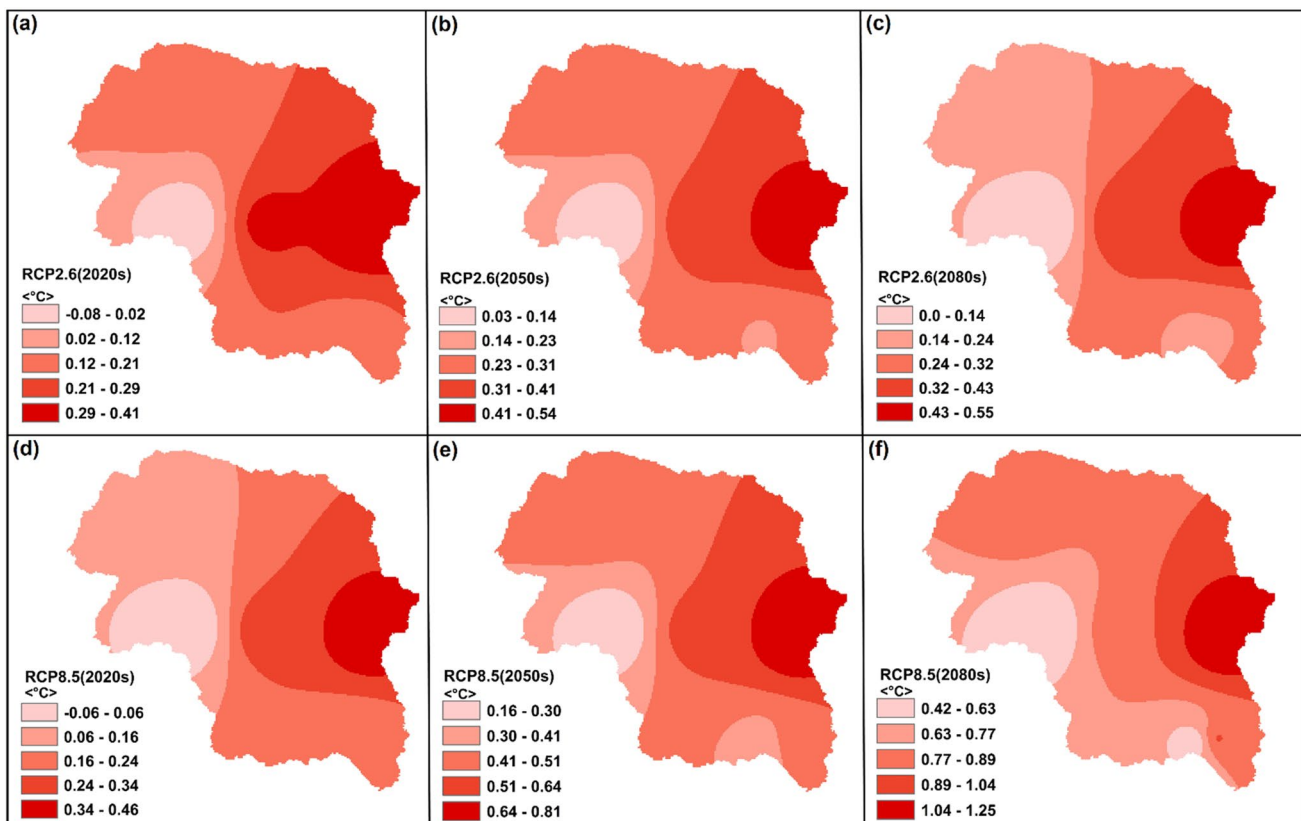 (a)
RCP2.6(2020s)
<°C>
-0.08 - 0.02
0.02 - 0.12
0.12 - 0.21
0.21 - 0.29
0.29 - 0.41
(b)
RCP2.6(2050s)
<°C>
0.03 - 0.14
0.14 - 0.23
0.23 - 0.31
0.31 - 0.41
0.41 - 0.54
(c)
RCP2.6(2080s)
<°C>
0.0 - 0.14
0.14 - 0.24
0.24 - 0.32
0.32 - 0.43
0.43 - 0.55
(d)
RCP8.5(2020s)
<°C>
-0.06 - 0.06
0.06 - 0.16
0.16 - 0.24
0.24 - 0.34
0.34 - 0.46
(e)
RCP8.5(2050s)
<°C>
0.16 - 0.30
0.30 - 0.41
0.41 - 0.51
0.51 - 0.64
0.64 - 0.81
(f)
RCP8.5(2080s)
<°C>
0.42 - 0.63
0.63 - 0.77
0.77 - 0.89
0.89 - 1.04
1.04 - 1.25